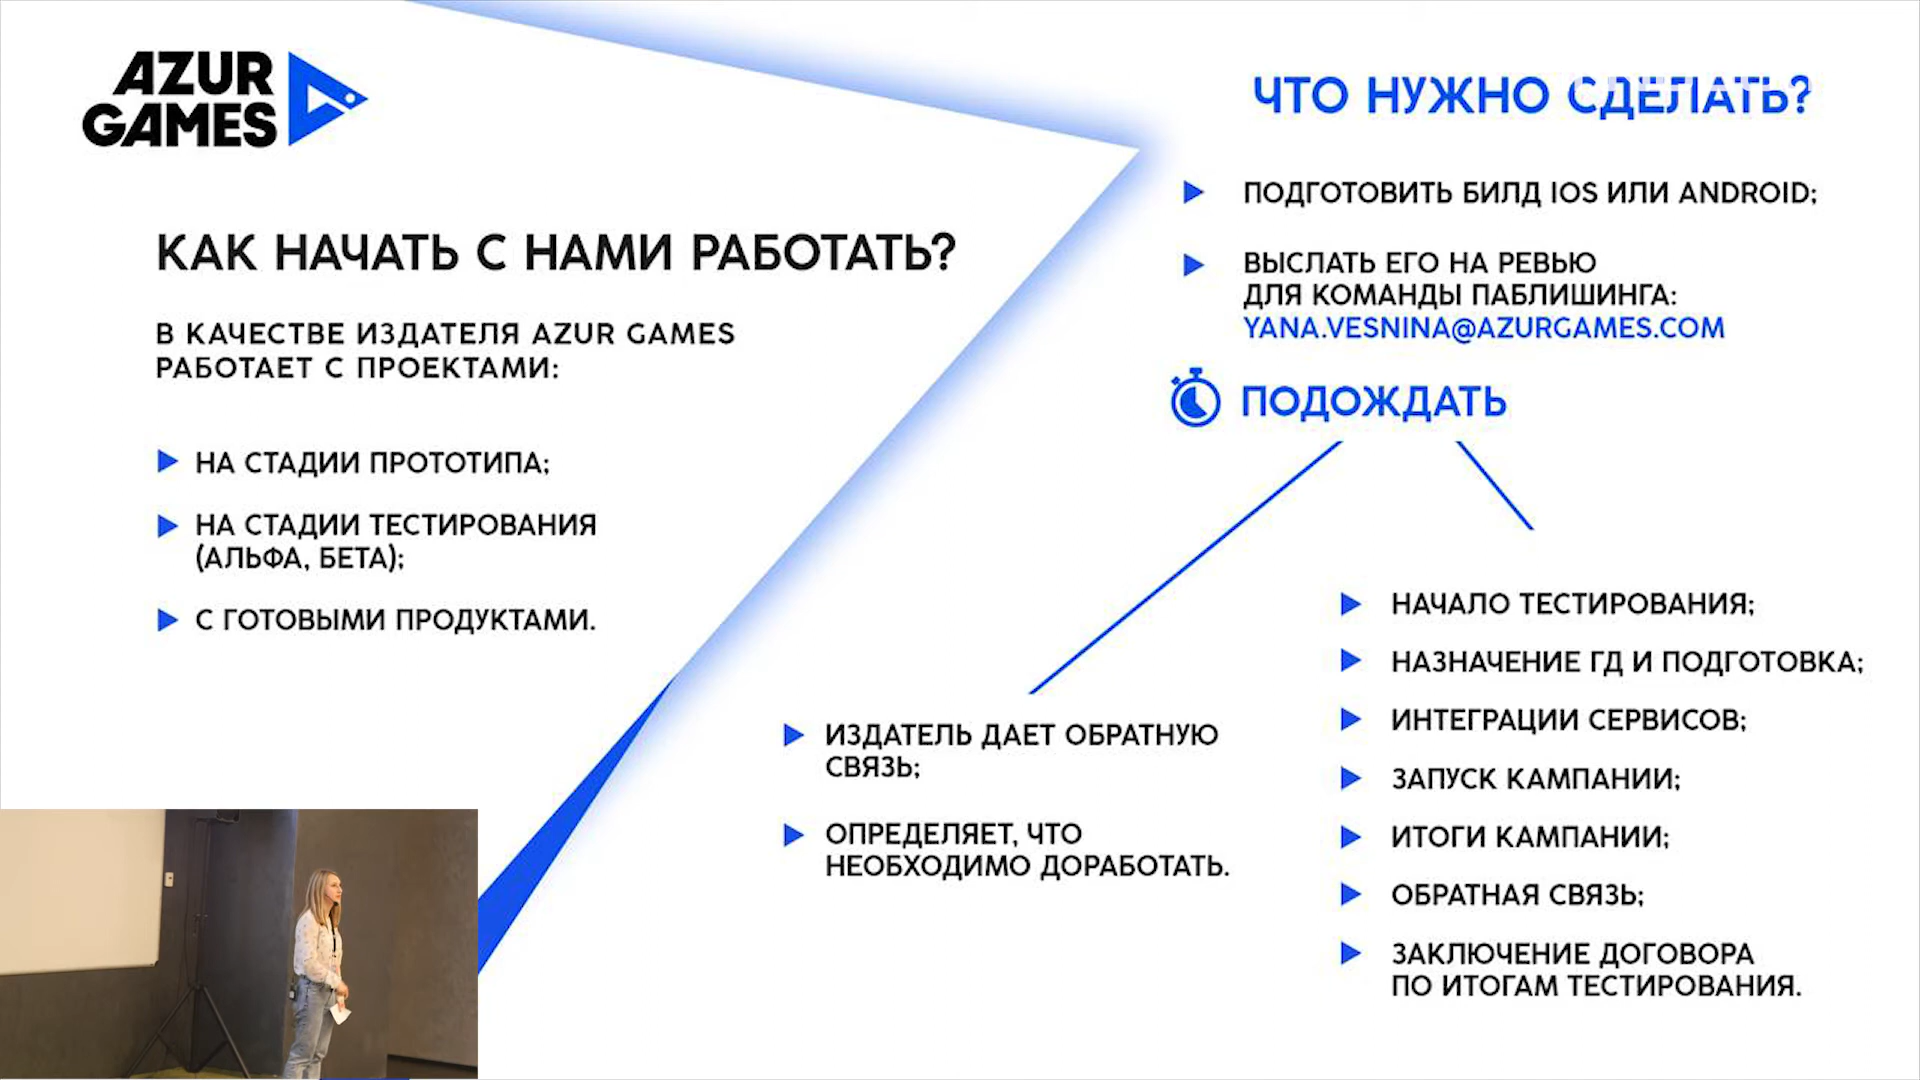 AZUR
GAMES
КАК НАЧАТЬ С НАМИ РАБОТАТЬ?
В КАЧЕСТВЕ ИЗДАТЕЛЯ AZUR GAMES
РАБОТАЕТ С ПРОЕКТАМИ:
НА СТАДИИ ПРОТОТИПА;
НА СТАДИИ ТЕСТИРОВАНИЯ
(АЛЬФА, БЕТА);
С ГОТОВЫМИ ПРОДУКТАМИ.
ЧТО НУЖНО СДЕЛАТЬ?
ПОДГОТОВИТЬ БИЛД IOS ИЛИ ANDROID;
ВЫСЛАТЬ ЕГО НА РЕВЬЮ
ДЛЯ КОМАНДЫ ПАБЛИШИНГА:
YANA.VESNINA@AZURGAMES.COM
ПОДОЖДАТЬ
ИЗДАТЕЛЬ ДАЕТ ОБРАТНУЮ
СВЯЗЬ;
ОПРЕДЕЛЯЕТ, ЧТО
НЕОБХОДИМО ДОРАБОТАТЬ.
НАЧАЛО ТЕСТИРОВАНИЯ;
НАЗНАЧЕНИЕ ГД И ПОДГОТОВКА;
ИНТЕГРАЦИИ СЕРВИСОВ;
ЗАПУСК КАМПАНИИ;
ИТОГИ КАМПАНИИ;
ОБРАТНАЯ СВЯЗЬ;
ЗАКЛЮЧЕНИЕ ДОГОВОРА
ПО ИТОГАМ ТЕСТИРОВАНИЯ.